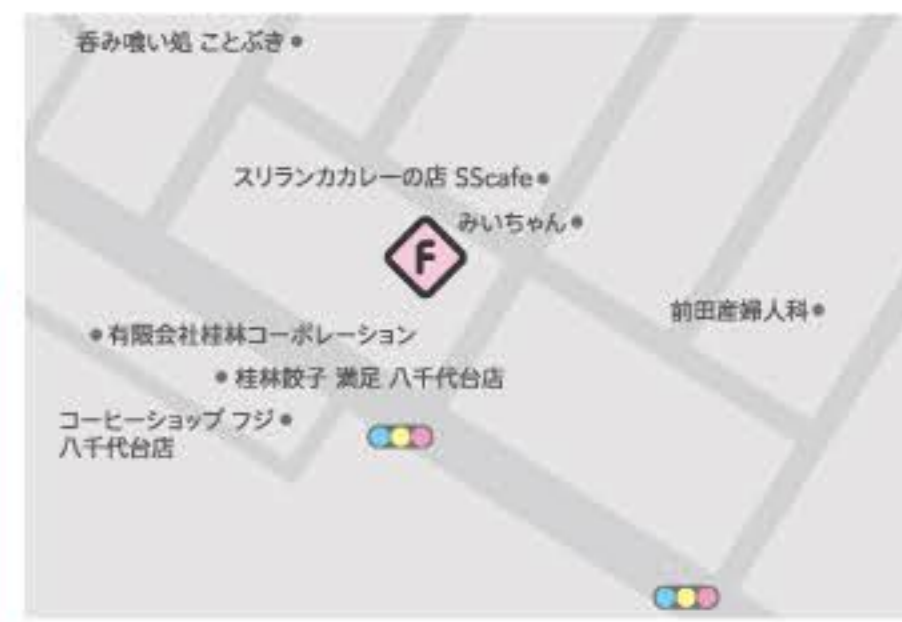 呑み喰い処 ことぶき
スリランカカレーの店 SScafe
みいちゃん
F
前田産婦人科
有限会社桂林コーポレーション
桂林餃子 満足 八千代台店
コーヒーショップ フジ
八千代台店